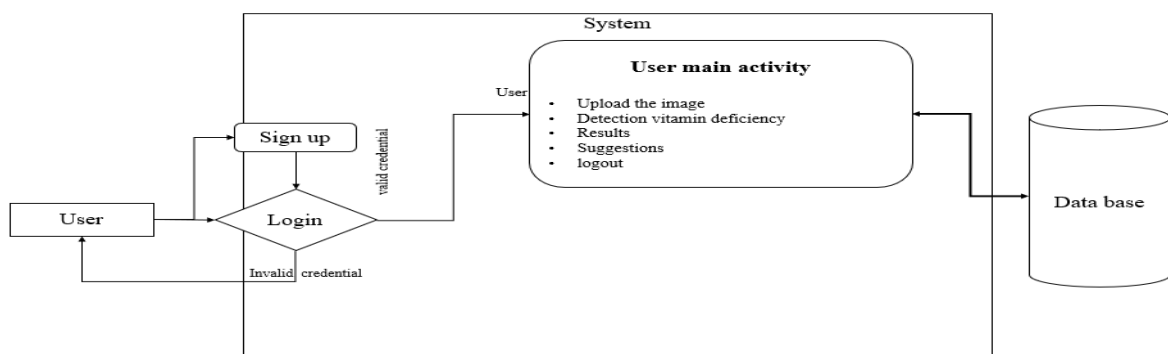 System
User main activity
User
• Upload the image
• Detection vitamin deficiency
• Results
• Suggestions
• logout
Sign up
valid credential
User
Login
Data base
Invalid credential